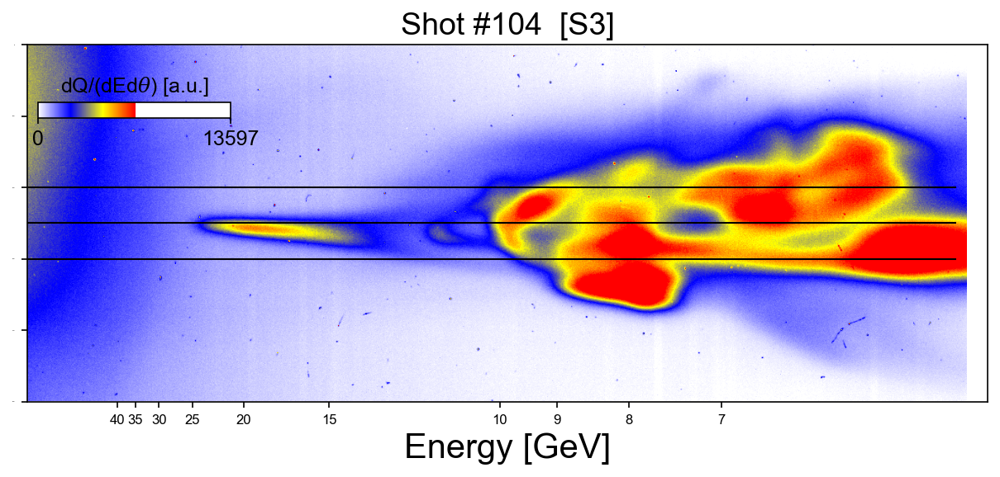 Shot #104 [S3]
dQ/(dEdθ) [a.u.]
0 13597
40 35 30 25 20 15 10 9 8 7
Energy [GeV]